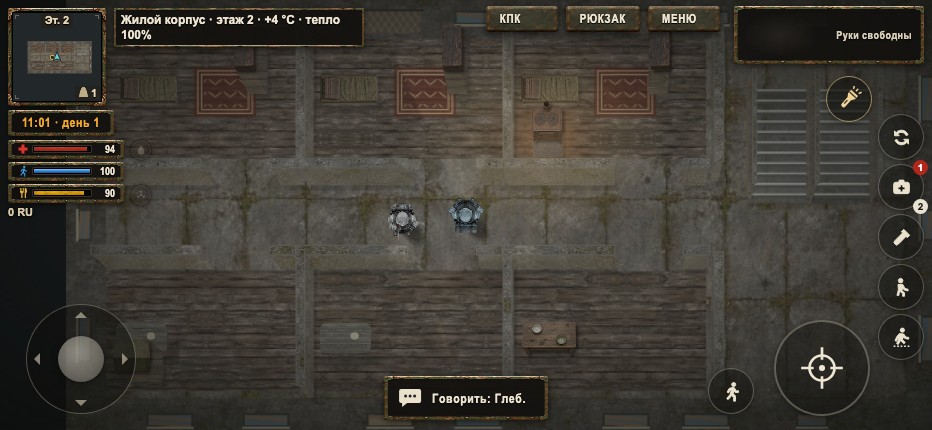 Эт. 2
1
Жилой корпус · этаж 2 · +4 °C · тепло
100%
КПК
РЮКЗАК
МЕНЮ
Руки свободны
11:01 · день 1
94
100
90
0 RU
1
2
Говорить: Глеб.